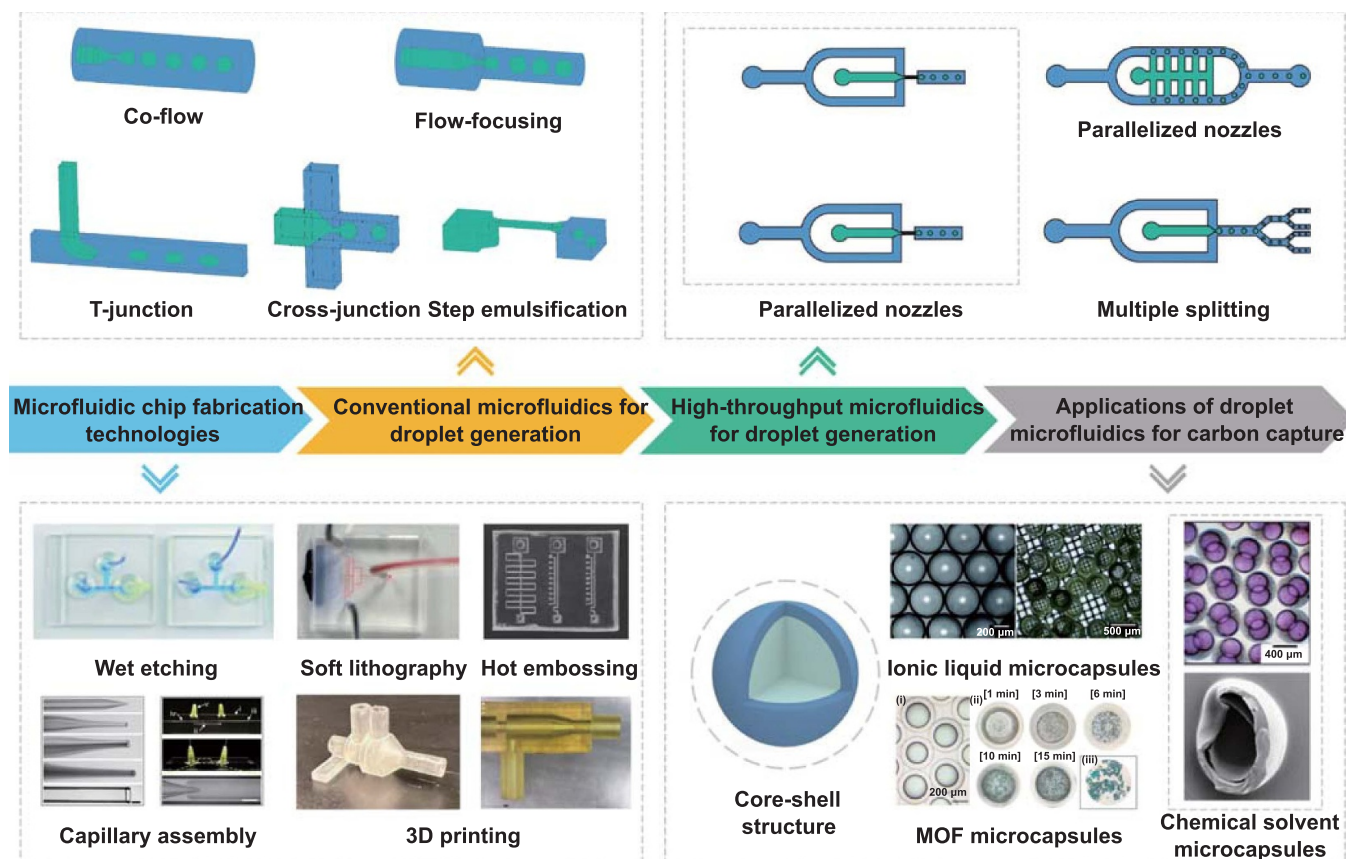 Co-flow
Flow-focusing
T-junction
Cross-junction
Step emulsification
Parallelized nozzles
Parallelized nozzles
Multiple splitting
Microfluidic chip fabrication
technologies
Conventional microfluidics for
droplet generation
High-throughput microfluidics
for droplet generation
Applications of droplet
microfluidics for carbon capture
Wet etching
Soft lithography
Hot embossing
Capillary assembly
3D printing
Core-shell
structure
200 µm
500 µm
Ionic liquid microcapsules
(i)
200 µm
(ii)
[1 min]
[3 min]
[6 min]
[10 min]
[15 min]
(iii)
MOF microcapsules
400 µm
Chemical solvent
microcapsules